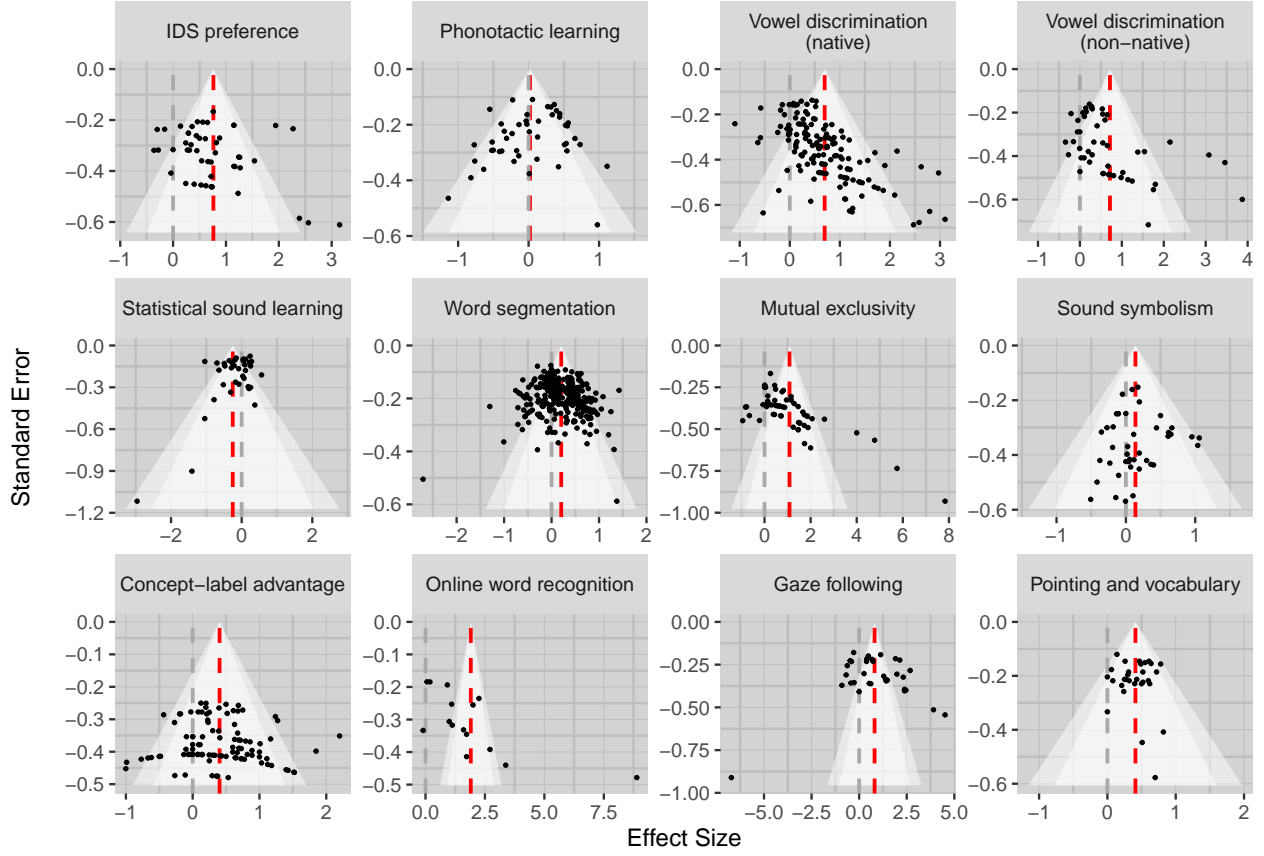 IDS preference
Phonotactic learning
Vowel discrimination
(native)
Vowel discrimination
(non−native)
0.0
−0.2
−0.4
−0.6
−1 0 1 2 3
0.0
−0.2
−0.4
−0.6
−1 0 1
0.0
−0.2
−0.4
−0.6
−1 0 1 2 3
0.0
−0.2
−0.4
−0.6
−1 0 1 2 3 4
Statistical sound learning
Word segmentation
Mutual exclusivity
Sound symbolism
0.0
−0.3
−0.6
−0.9
−1.2
−2 0 2
0.0
−0.2
−0.4
−0.6
−2 −1 0 1 2
0.00
−0.25
−0.50
−0.75
−1.00
0 2 4 6 8
0.0
−0.2
−0.4
−0.6
−1 0 1
Concept−label advantage
Online word recognition
Gaze following
Pointing and vocabulary
0.0
−0.1
−0.2
−0.3
−0.4
−0.5
−1 0 1 2
0.0
−0.1
−0.2
−0.3
−0.4
−0.5
0.0 2.5 5.0 7.5
0.00
−0.25
−0.50
−0.75
−1.00
−5.0 −2.5 0.0 2.5 5.0
0.0
−0.2
−0.4
−0.6
−1 0 1 2
Standard Error
Effect Size